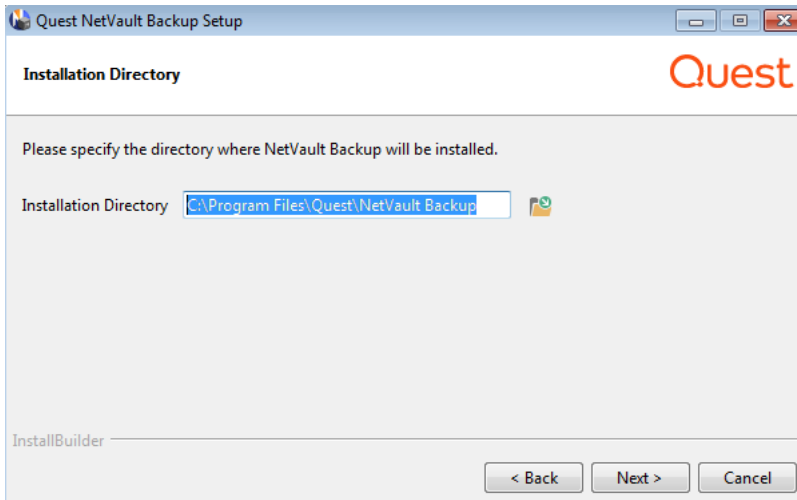 Quest NetVault Backup Setup
Installation Directory
Quest
Please specify the directory where NetVault Backup will be installed.
Installation Directory C:\Program Files\Quest\NetVault Backup
InstallBuilder
< Back Next > Cancel